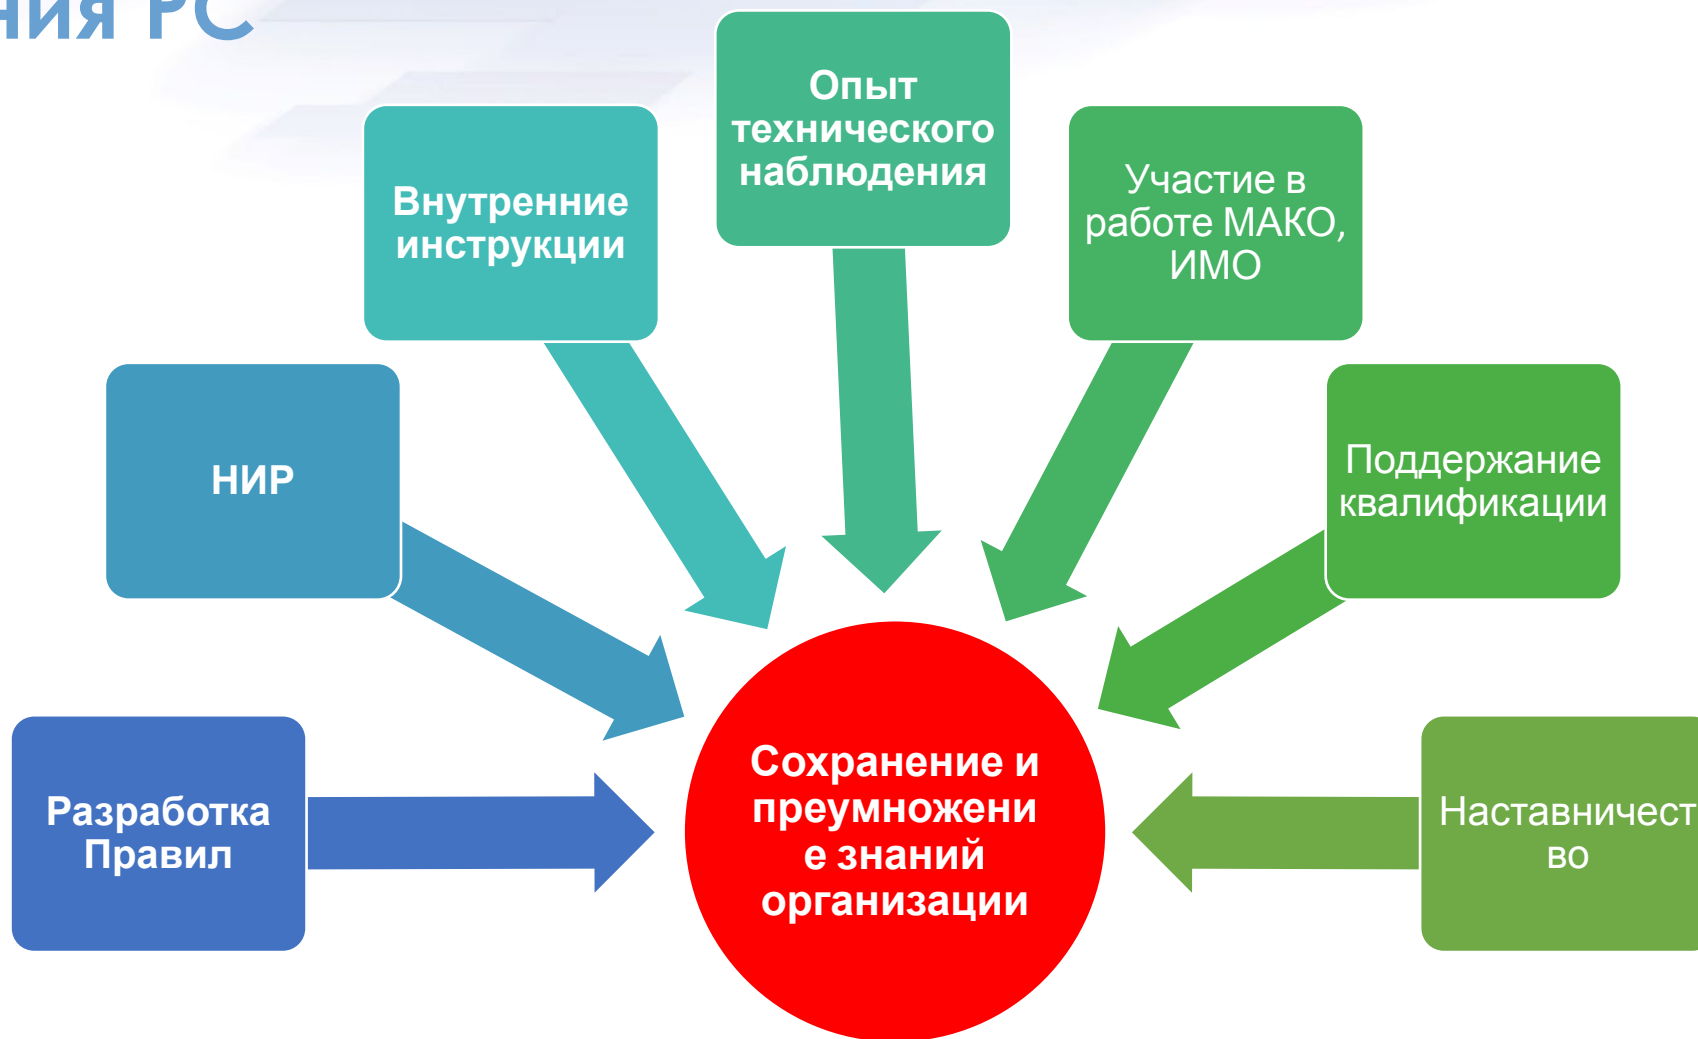 ния РС
Опыт
технического
наблюдения
Внутренние
инструкции
Участие в
работе МАКО,
ИМО
НИР
Поддержание
квалификации
Разработка
Правил
Сохранение и
преумножени
е знаний
организации
Наставничест
во